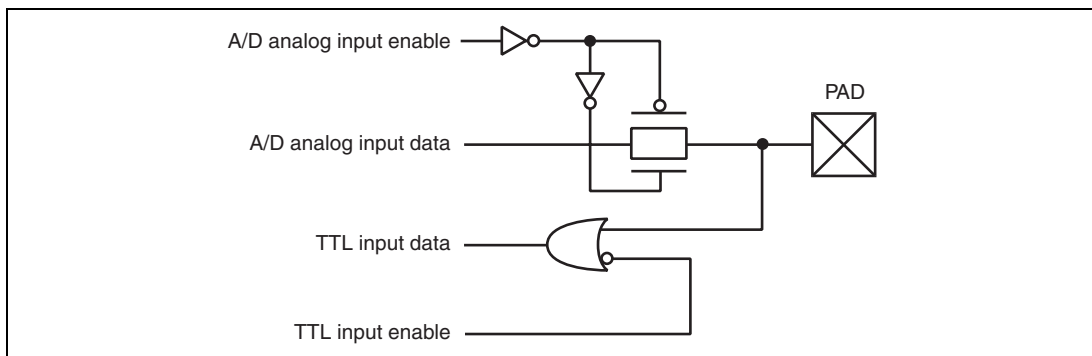 A/D analog input enable
PAD
A/D analog input data
TTL input data
TTL input enable